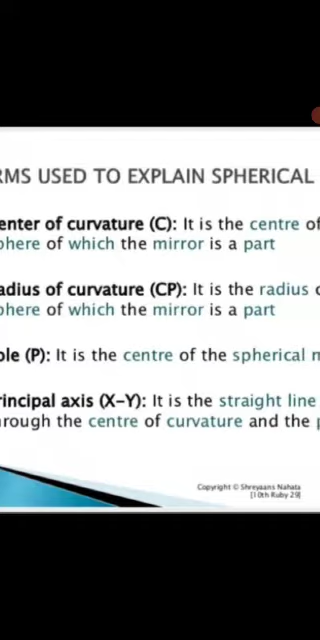 RMS USED TO EXPLAIN SPHERICAL
enter of curvature (C): It is the centre of
phere of which the mirror is a part
adius of curvature (CP): It is the radius
phere of which the mirror is a part
ole (P): It is the centre of the spherical
rincipal axis (X-Y): It is the straight line
hrough the centre of curvature and the
Copyright © Shreyaans Nahata
[10th Ruby 29]